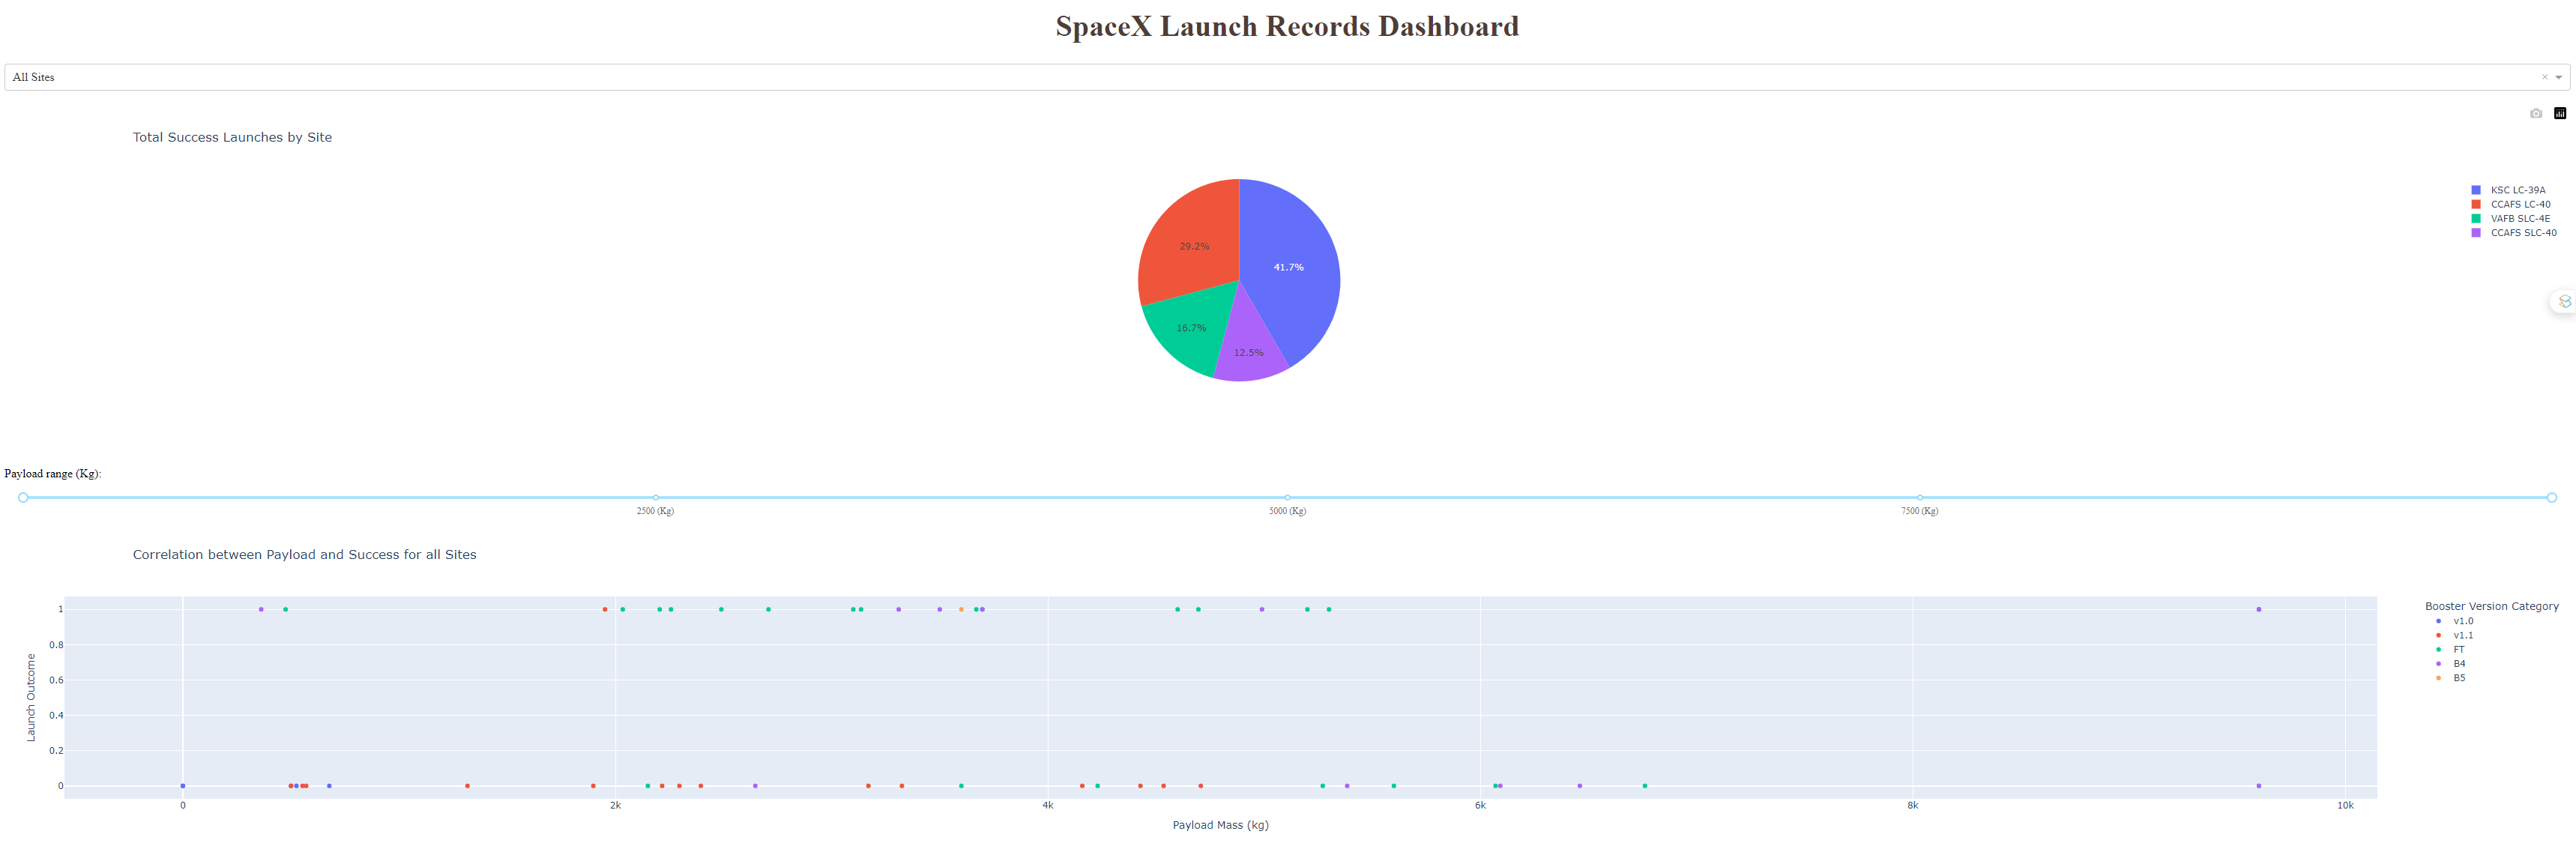 SpaceX Launch Records Dashboard
All Sites
Total Success Launches by Site
KSC LC-39A
CCAFS LC-40
VAFB SLC-4E
CCAFS SLC-40
29.2%
41.7%
16.7%
12.5%
Payload range (Kg):
2500 (Kg)
5000 (Kg)
7500 (Kg)
Correlation between Payload and Success for all Sites
Launch Outcome
1
0.8
0.6
0.4
0.2
0
0
2k
4k
6k
8k
10k
Payload Mass (kg)
Booster Version Category
v1.0
v1.1
FT
B4
B5